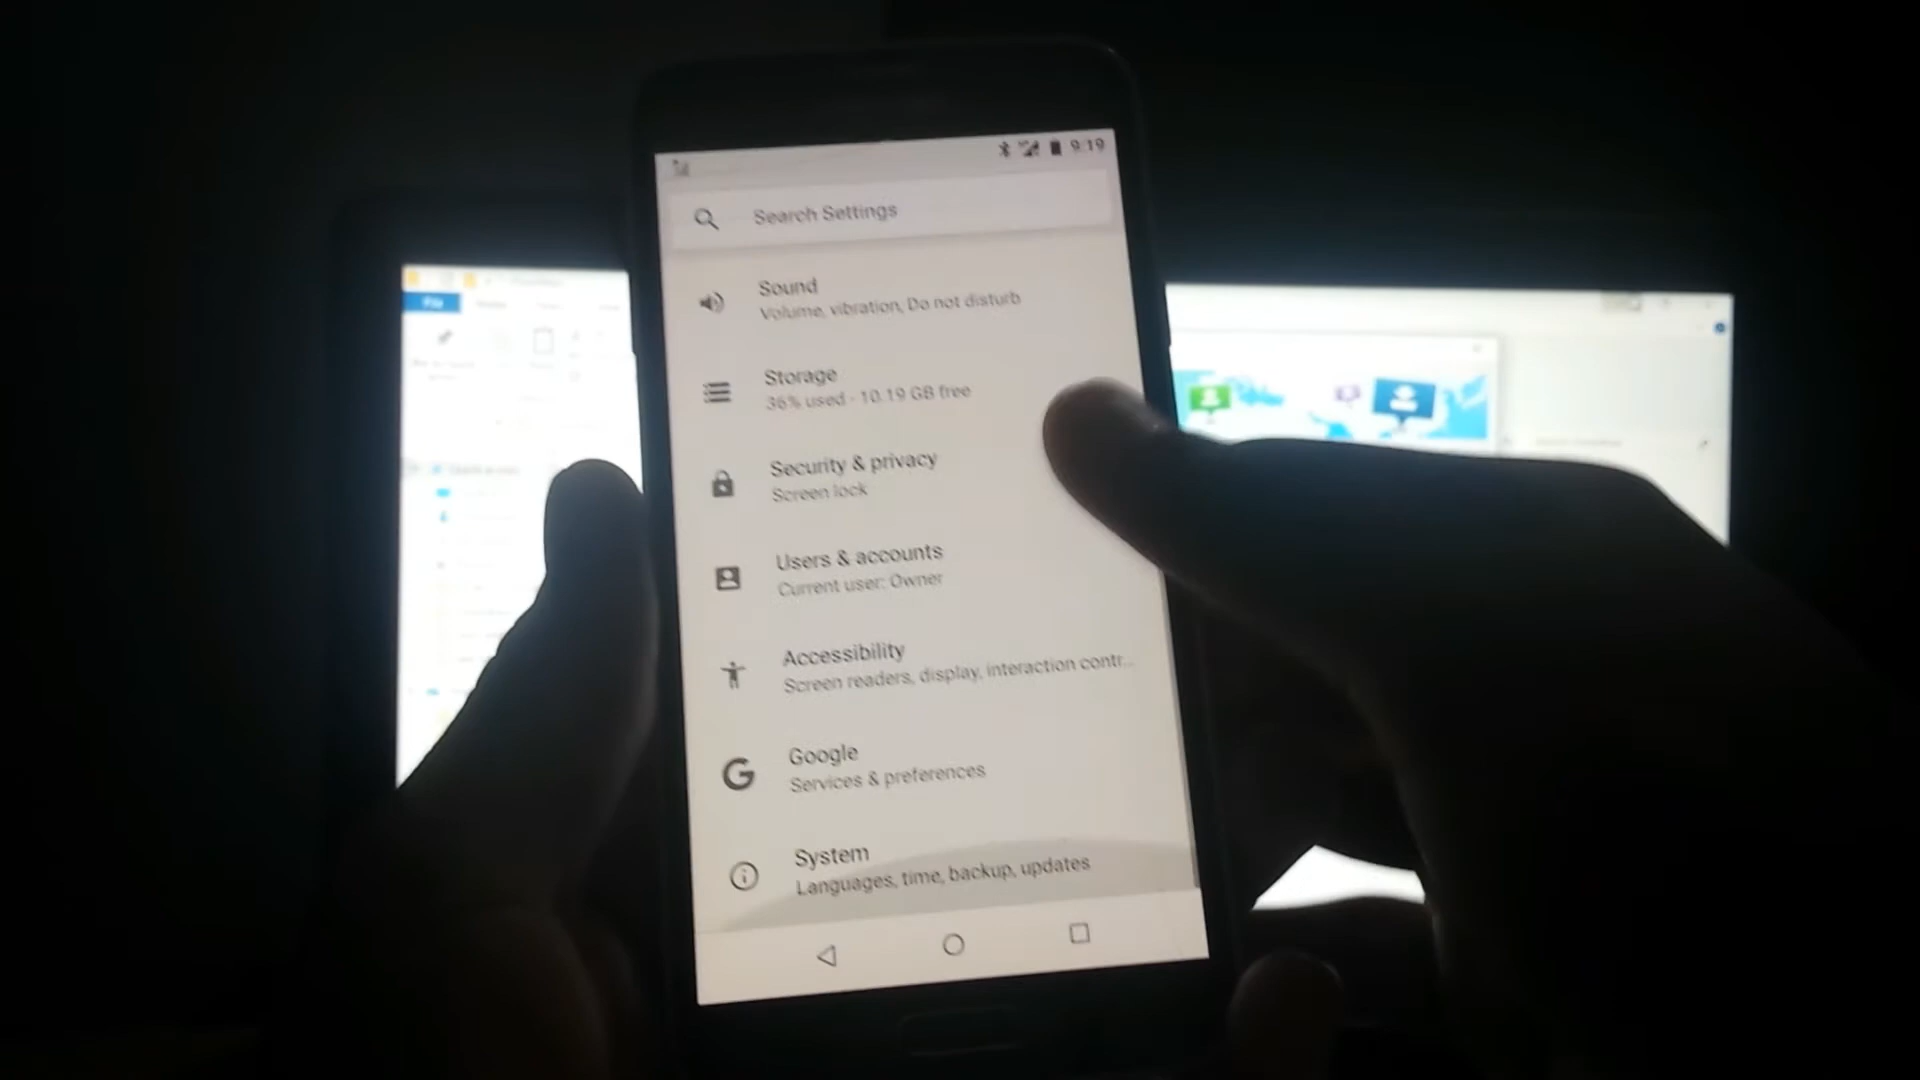 9:19
Search Settings
Sound
Volume, vibration, Do not disturb
Storage
36% used - 10.19 GB free
Security & privacy
Screen lock
Users & accounts
Current user: Owner
Accessibility
Screen readers, display, interaction contr...
Google
Services & preferences
System
Languages, time, backup, updates
File